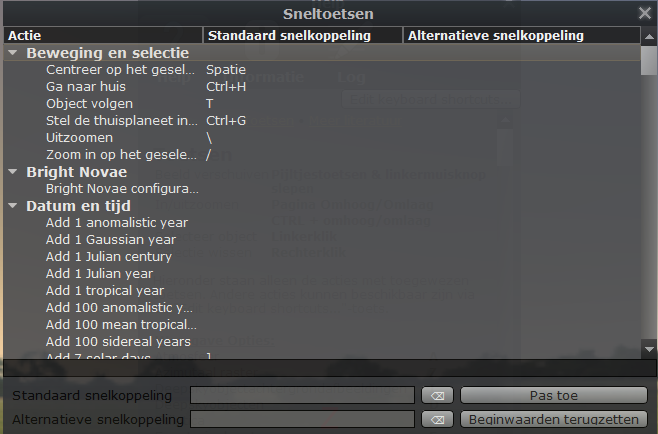 Sneltoetsen
Actie Standaard snelkoppeling Alternatieve snelkoppeling
Beweging en selectie
Centreer op het gesel... Spatie
Ga naar huis Ctrl+H
Object volgen T
Stel de thuisplaneet in... Ctrl+G
Uitzoomen \
Zoom in op het gesele... /
Bright Novae
Bright Novae configura...
Datum en tijd
Add 1 anomalistic year
Add 1 Gaussian year
Add 1 Julian century
Add 1 Julian year
Add 1 tropical year
Add 100 anomalistic y...
Add 100 mean tropical...
Add 100 sidereal years
Add 7 solar days ]
Standaard snelkoppeling Pas toe
Alternatieve snelkoppeling Beginwaarden terugzetten